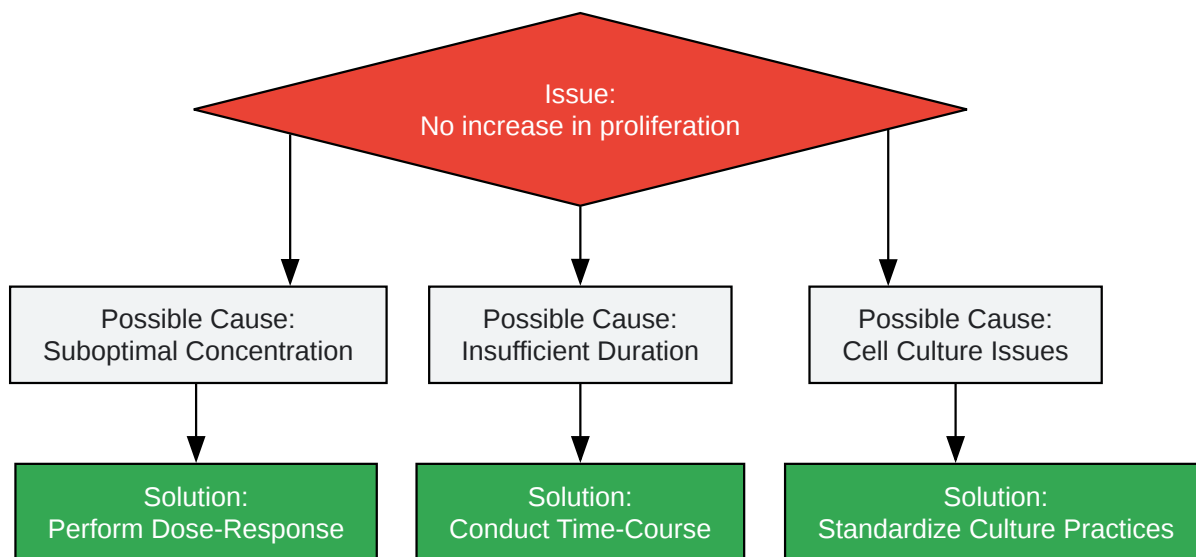 Issue:
No increase in proliferation
Possible Cause:
Suboptimal Concentration
Possible Cause:
Insufficient Duration
Possible Cause:
Cell Culture Issues
Solution:
Perform Dose-Response
Solution:
Conduct Time-Course
Solution:
Standardize Culture Practices